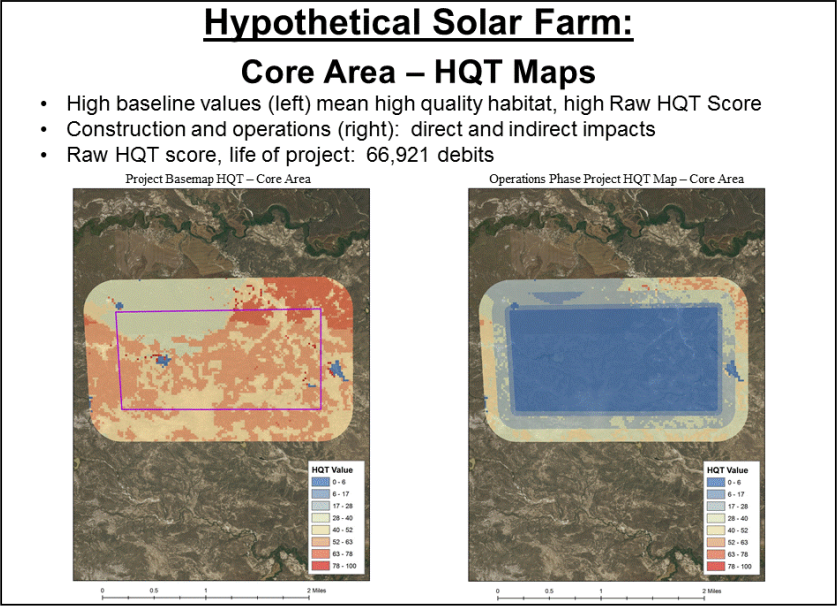 Hypothetical Solar Farm:
Core Area – HQT Maps
• High baseline values (left) mean high quality habitat, high Raw HQT Score
• Construction and operations (right): direct and indirect impacts
• Raw HQT score, life of project: 66,921 debits
Project Basemap HQT – Core Area
HQT Value
0 - 6
6 - 17
17 - 28
28 - 40
40 - 52
52 - 63
63 - 78
78 - 100
0 0.5 1 2 Miles
Operations Phase Project HQT Map – Core Area
HQT Value
0 - 6
6 - 17
17 - 28
28 - 40
40 - 52
52 - 63
63 - 78
78 - 100
0 0.5 1 2 Miles